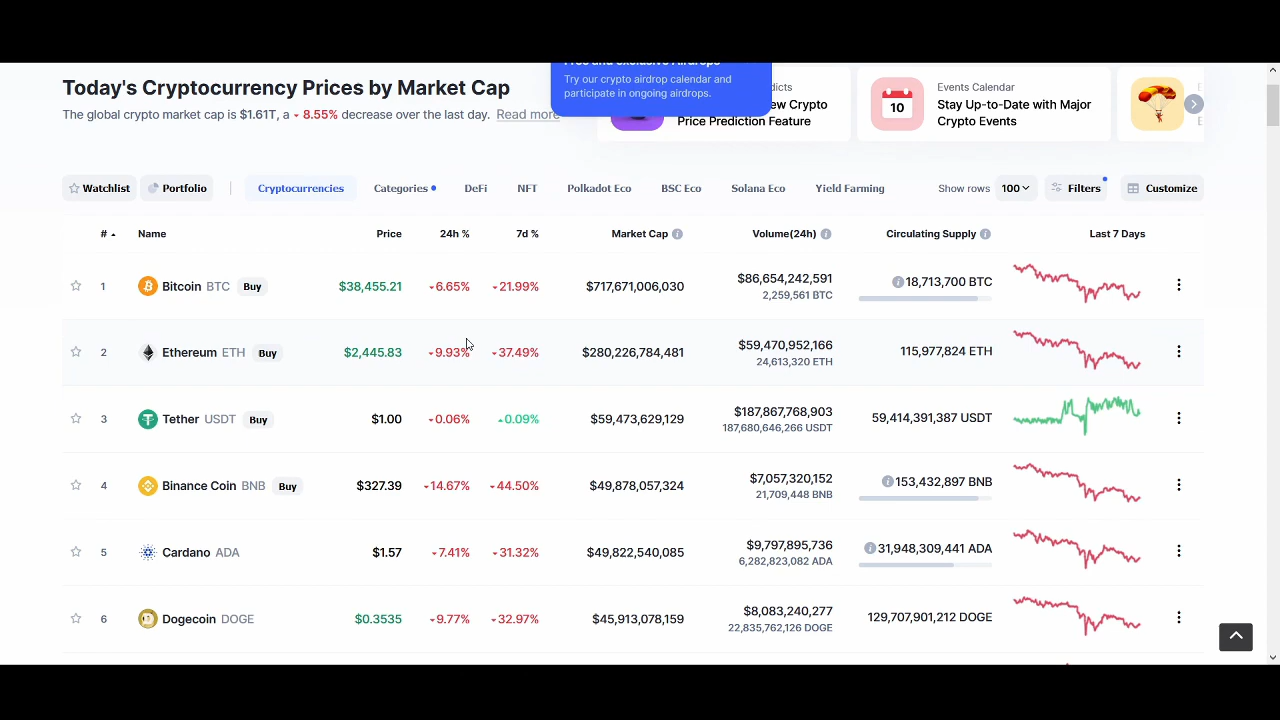 Free and exclusive Airdrops
Try our crypto airdrop calendar and
participate in ongoing airdrops.
Today's Cryptocurrency Prices by Market Cap
The global crypto market cap is $1.61T, a 8.55% decrease over the last day. Read more
ew Crypto
Price Prediction Feature
10
Events Calendar
Stay Up-to-Date with Major
Crypto Events
Watchlist Portfolio Cryptocurrencies Categories DeFi NFT Polkadot Eco BSC Eco Solana Eco Yield Farming Show rows 100 Filters Customize
# Name Price 24h % 7d % Market Cap Volume(24h) Circulating Supply Last 7 Days
1 Bitcoin BTC Buy $38,455.21 6.65% 21.99% $717,671,006,030 $86,654,242,591 18,713,700 BTC
2,259,561 BTC
2 Ethereum ETH Buy $2,445.83 9.93% 37.49% $280,226,784,481 $59,470,952,166 115,977,824 ETH
24,613,320 ETH
3 Tether USDT Buy $1.00 0.06% 0.09% $59,473,629,129 $187,867,768,903 59,414,391,387 USDT
187,680,646,266 USDT
4 Binance Coin BNB Buy $327.39 14.67% 44.50% $49,878,057,324 $7,057,320,152 153,432,897 BNB
21,709,448 BNB
5 Cardano ADA $1.57 7.41% 31.32% $49,822,540,085 $9,797,895,736 31,948,309,441 ADA
6,282,823,082 ADA
6 Dogecoin DOGE $0.3535 9.77% 32.97% $45,913,078,159 $8,083,240,277 129,707,901,212 DOGE
22,835,762,126 DOGE